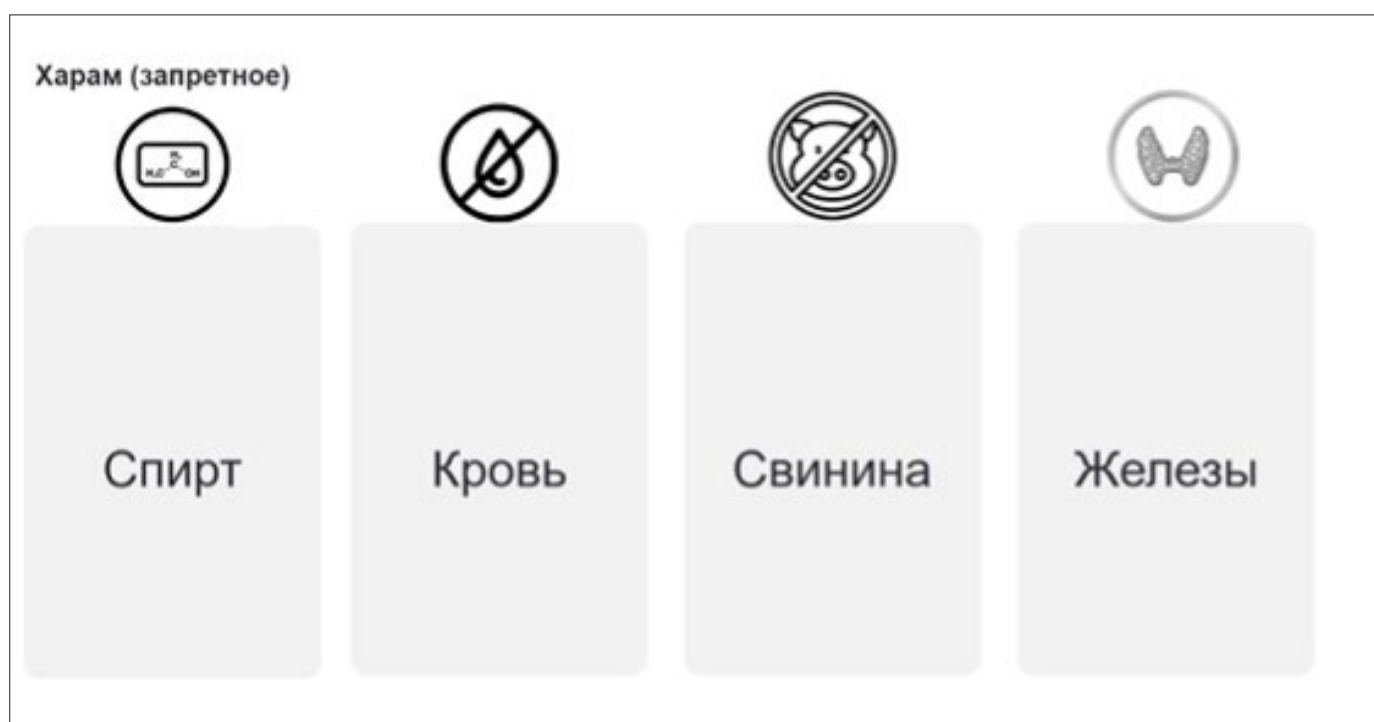 Харам (запретное)
Спирт
Кровь
Свинина
Железы